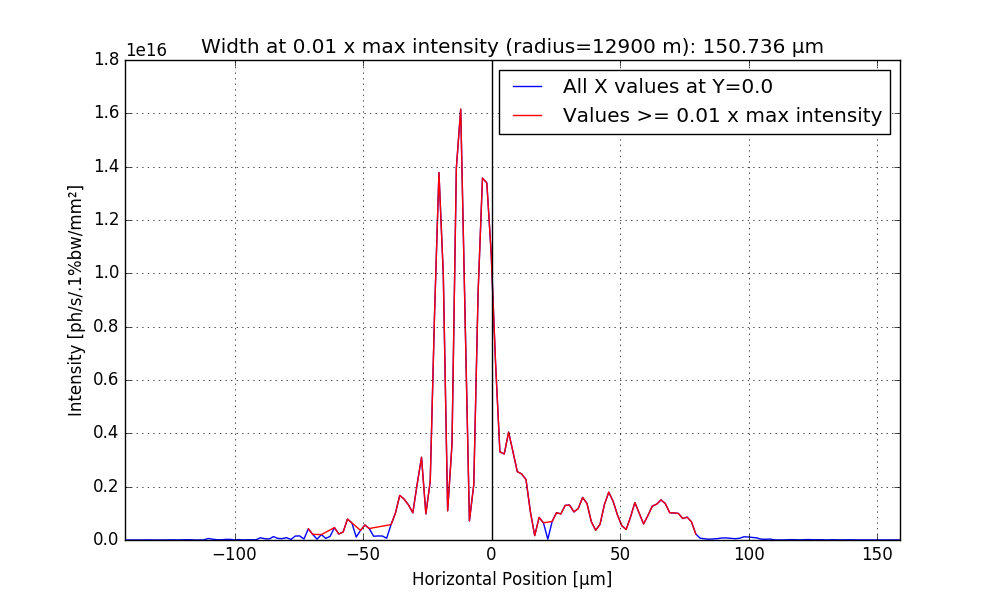 Width at 0.01 x max intensity (radius=12900 m): 150.736 μm
1e16
All X values at Y=0.0
Values >= 0.01 x max intensity
Intensity [ph/s/.1%bw/mm²]
1.8
1.6
1.4
1.2
1.0
0.8
0.6
0.4
0.2
0.0
−100 −50 0 50 100 150
Horizontal Position [μm]